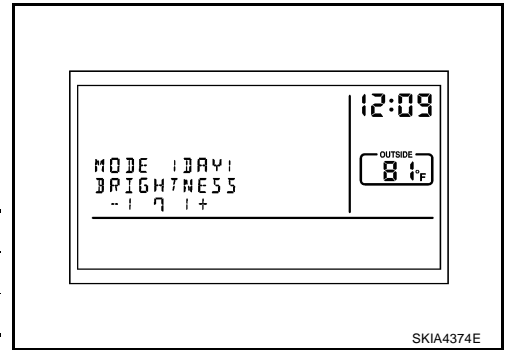 12:09
OUTSIDE
81°F
MODE |DAY|
BRIGHTNESS
-| 7 |+
SKIA4374E